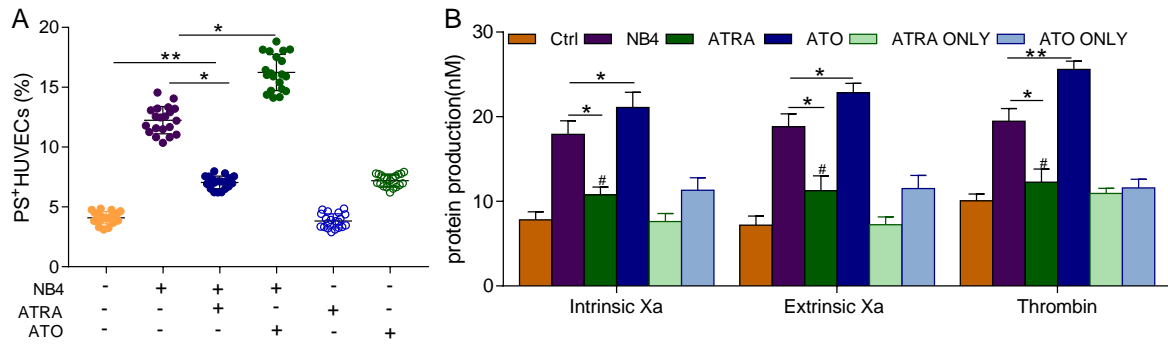 A
PS+HUVECs (%)
20
15
10
5
0
**
*
*
NB4 - + + + - -
ATRA - - + - + -
ATO - - - + - +
B
Ctrl NB4 ATRA ATO ATRA ONLY ATO ONLY
protein production(nM)
30
20
10
0
*
*
#
*
*
#
**
*
#
Intrinsic Xa Extrinsic Xa Thrombin